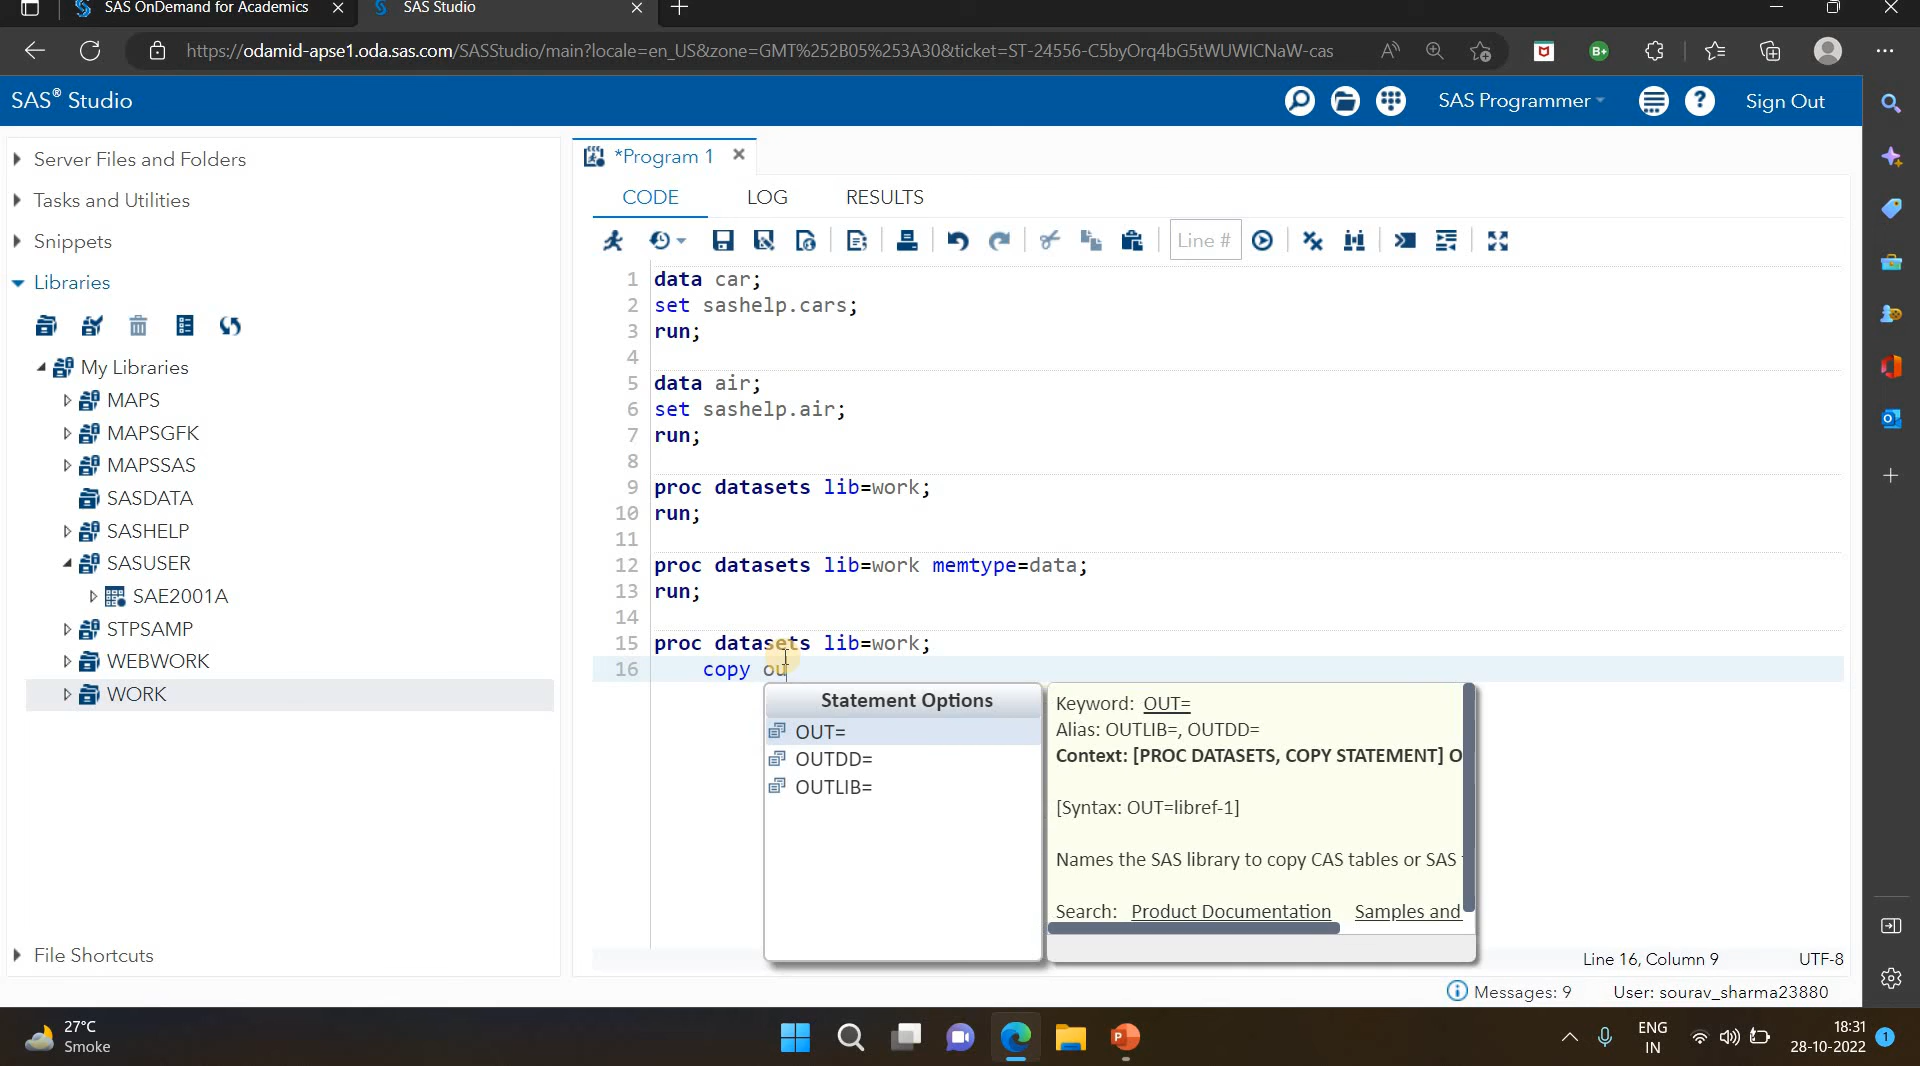 SAS OnDemand for Academics
SAS Studio
https://odamid-apse1.oda.sas.com/SASStudio/main?locale=en_US&zone=GMT%252B05%253A30&ticket=ST-24556-C5byOrq4bG5tWUWICNaW-cas
SAS® Studio
SAS Programmer
Sign Out
Server Files and Folders
Tasks and Utilities
Snippets
Libraries
My Libraries
MAPS
MAPSGFK
MAPSSAS
SASDATA
SASHELP
SASUSER
SAE2001A
STPSAMP
WEBWORK
WORK
File Shortcuts
*Program 1
CODE LOG RESULTS
Line #
1 data car;
2 set sashelp.cars;
3 run;
4
5 data air;
6 set sashelp.air;
7 run;
8
9 proc datasets lib=work;
10 run;
11
12 proc datasets lib=work memtype=data;
13 run;
14
15 proc datasets lib=work;
16 copy ou
Statement Options
OUT=
OUTDD=
OUTLIB=
Keyword: OUT=
Alias: OUTLIB=, OUTDD=
Context: [PROC DATASETS, COPY STATEMENT] O
[Syntax: OUT=libref-1]
Names the SAS library to copy CAS tables or SAS
Search: Product Documentation Samples and
Line 16, Column 9
UTF-8
Messages: 9
User: sourav_sharma23880
27°C
Smoke
ENG
IN
18:31
28-10-2022
1